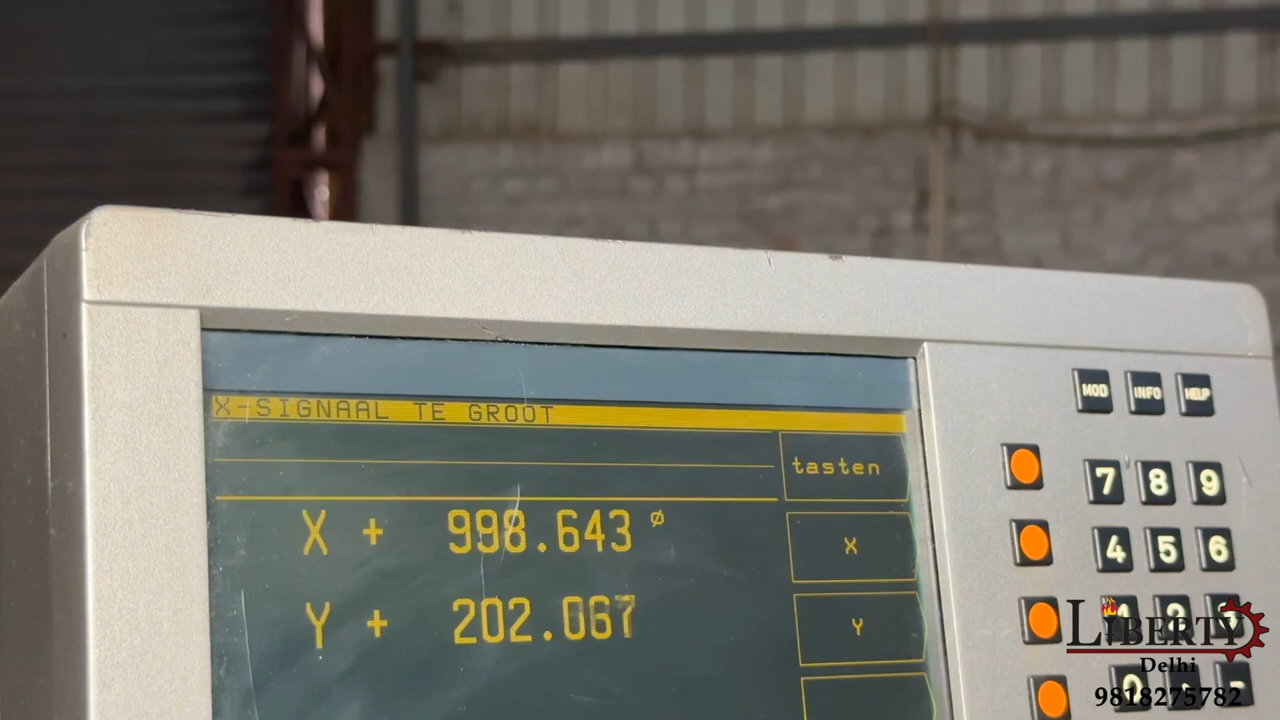 X-SIGNAAL TE GROOT
tasten
X + 998.643 ø
X
Y + 202.067
Y
MOD INFO HELP
7 8 9
4 5 6
0 . -
LIBERTY
Delhi
9818275782